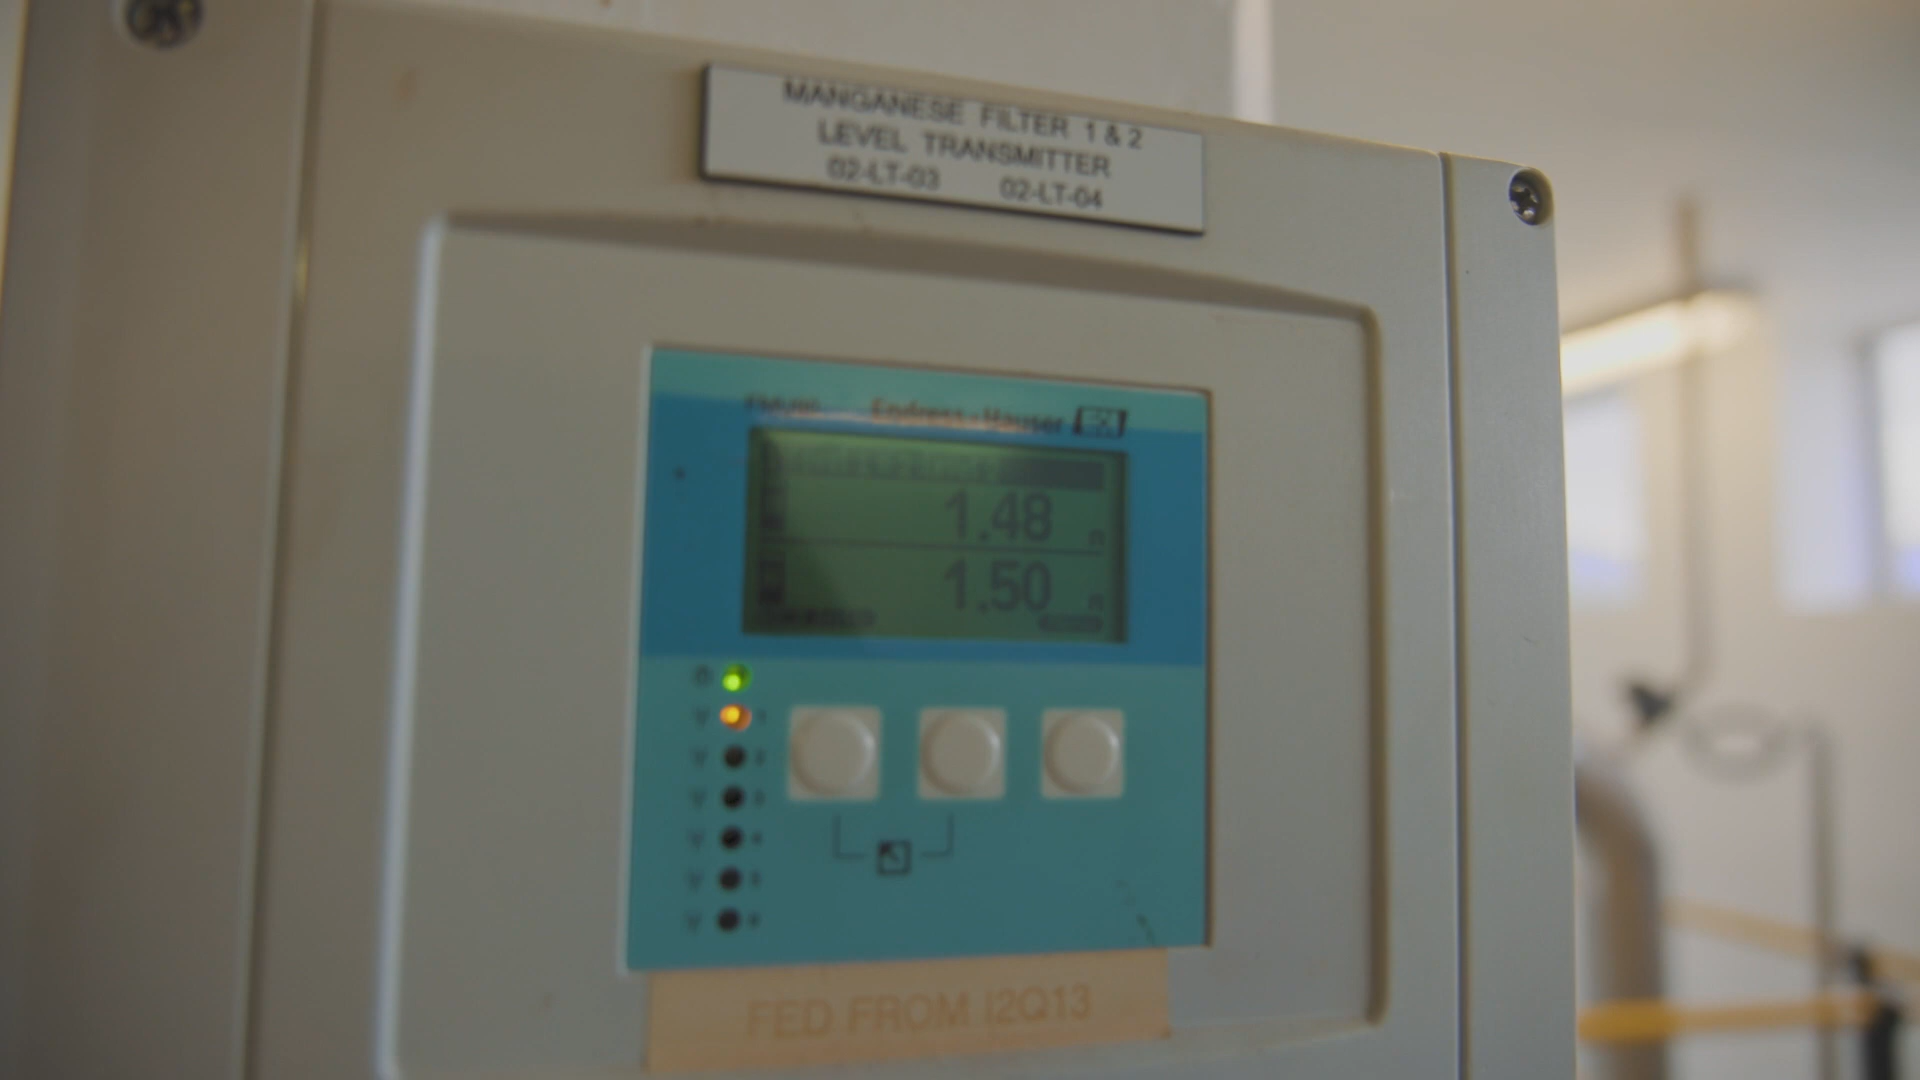 MANGANESE FILTER 1 & 2
LEVEL TRANSMITTER
02-LT-03 02-LT-04
Endress+Hauser EH
1.48
1.50
FED FROM I2Q13